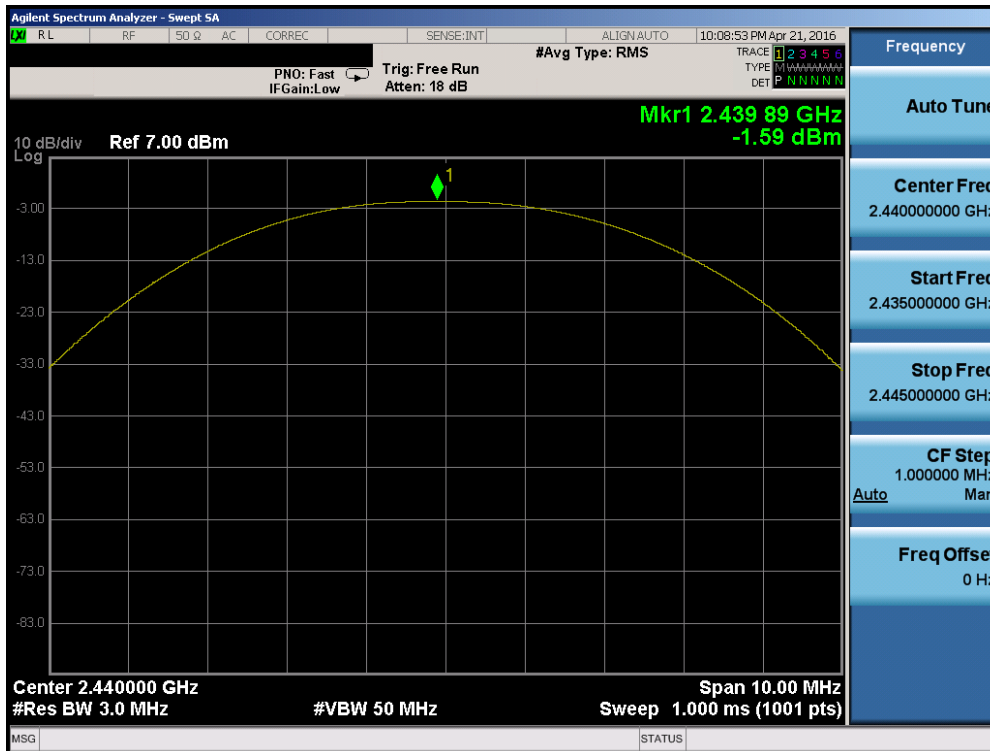 Agilent Spectrum Analyzer - Swept SA
LXI RL RF 50 Ω AC CORREC SENSE:INT ALIGN AUTO 10:08:53 PM Apr 21, 2016
#Avg Type: RMS TRACE 1 2 3 4 5 6
PNO: Fast Trig: Free Run TYPE M W W W W W
IFGain:Low Atten: 18 dB DET P N N N N N
Mkr1 2.439 89 GHz
-1.59 dBm
10 dB/div Ref 7.00 dBm
Log
1
-3.00
-13.0
-23.0
-33.0
-43.0
-53.0
-63.0
-73.0
-83.0
Center 2.440000 GHz Span 10.00 MHz
#Res BW 3.0 MHz #VBW 50 MHz Sweep 1.000 ms (1001 pts)
MSG STATUS
Frequency
Auto Tune
Center Freq
2.440000000 GHz
Start Freq
2.435000000 GHz
Stop Freq
2.445000000 GHz
CF Step
1.000000 MHz
Auto Man
Freq Offset
0 Hz